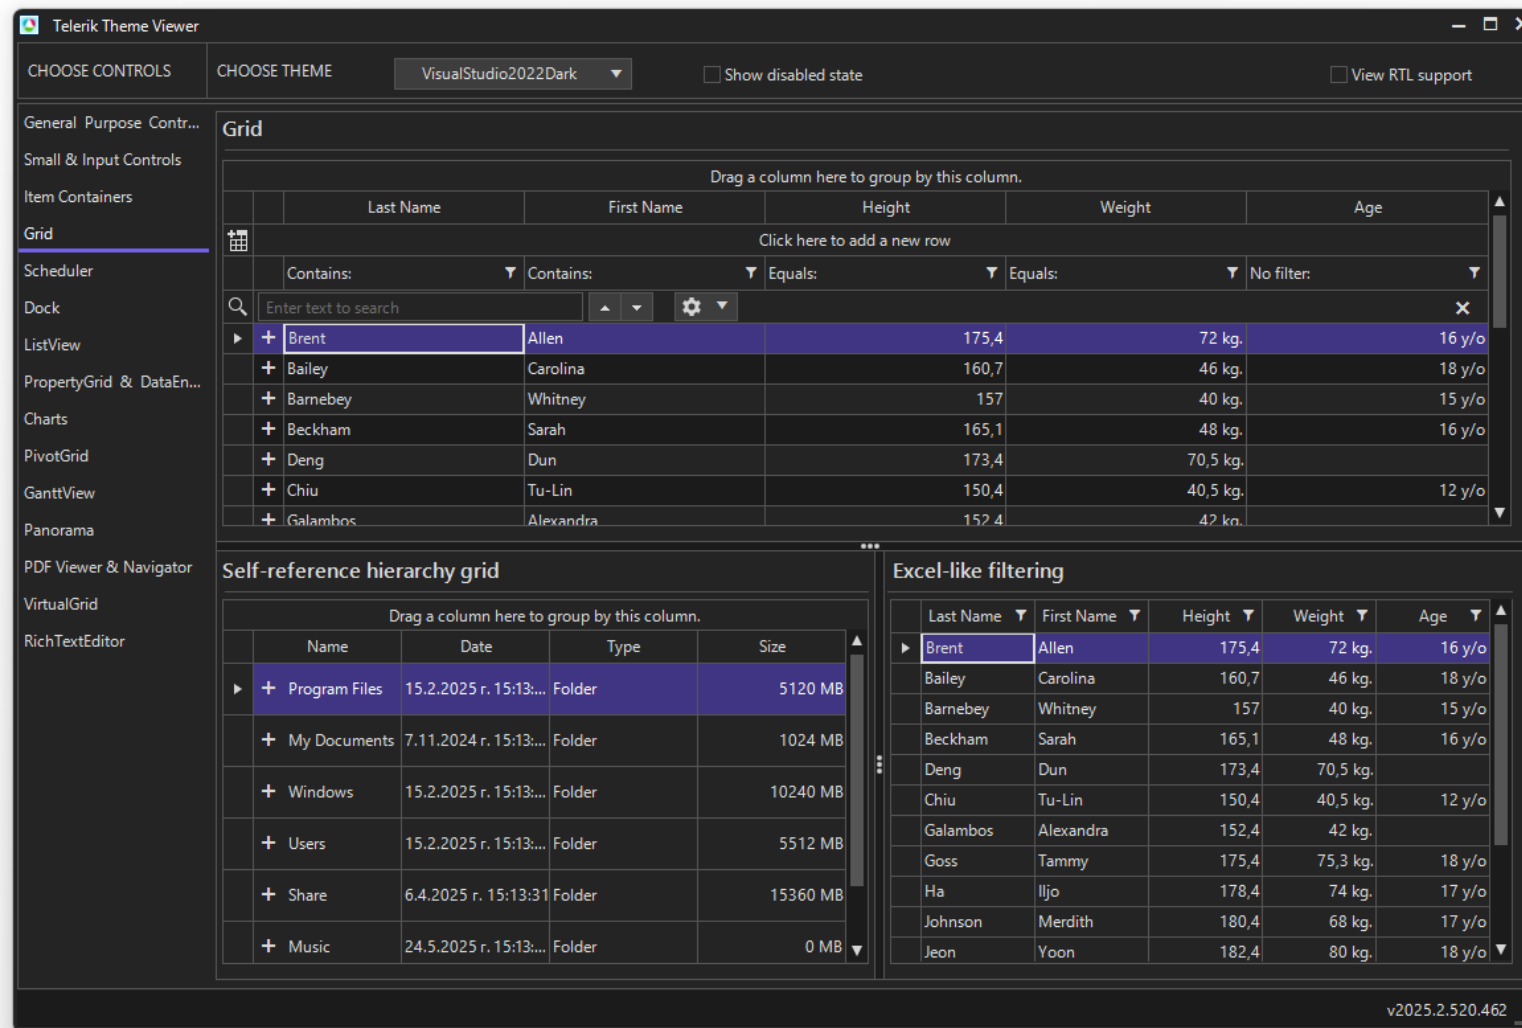 Telerik Theme Viewer
CHOOSE CONTROLS
CHOOSE THEME
VisualStudio2022Dark
Show disabled state
View RTL support
General Purpose Contr...
Small & Input Controls
Item Containers
Grid
Scheduler
Dock
ListView
PropertyGrid & DataEn...
Charts
PivotGrid
GanttView
Panorama
PDF Viewer & Navigator
VirtualGrid
RichTextEditor
Grid
Drag a column here to group by this column.
Last Name First Name Height Weight Age
Click here to add a new row
Contains: Contains: Equals: Equals: No filter:
Enter text to search
Brent Allen 175,4 72 kg. 16 y/o
Bailey Carolina 160,7 46 kg. 18 y/o
Barnebey Whitney 157 40 kg. 15 y/o
Beckham Sarah 165,1 48 kg. 16 y/o
Deng Dun 173,4 70,5 kg.
Chiu Tu-Lin 150,4 40,5 kg. 12 y/o
Galambos Alexandra 152,4 42 kg.
Self-reference hierarchy grid
Drag a column here to group by this column.
Name Date Type Size
Program Files 15.2.2025 г. 15:13:... Folder 5120 MB
My Documents 7.11.2024 г. 15:13:... Folder 1024 MB
Windows 15.2.2025 г. 15:13:... Folder 10240 MB
Users 15.2.2025 г. 15:13:... Folder 5512 MB
Share 6.4.2025 г. 15:13:31 Folder 15360 MB
Music 24.5.2025 г. 15:13:... Folder 0 MB
Excel-like filtering
Last Name First Name Height Weight Age
Brent Allen 175,4 72 kg. 16 y/o
Bailey Carolina 160,7 46 kg. 18 y/o
Barnebey Whitney 157 40 kg. 15 y/o
Beckham Sarah 165,1 48 kg. 16 y/o
Deng Dun 173,4 70,5 kg.
Chiu Tu-Lin 150,4 40,5 kg. 12 y/o
Galambos Alexandra 152,4 42 kg.
Goss Tammy 175,4 75,3 kg. 18 y/o
Ha Iljo 178,4 74 kg. 17 y/o
Johnson Merdith 180,4 68 kg. 17 y/o
Jeon Yoon 182,4 80 kg. 18 y/o
v2025.2.520.462